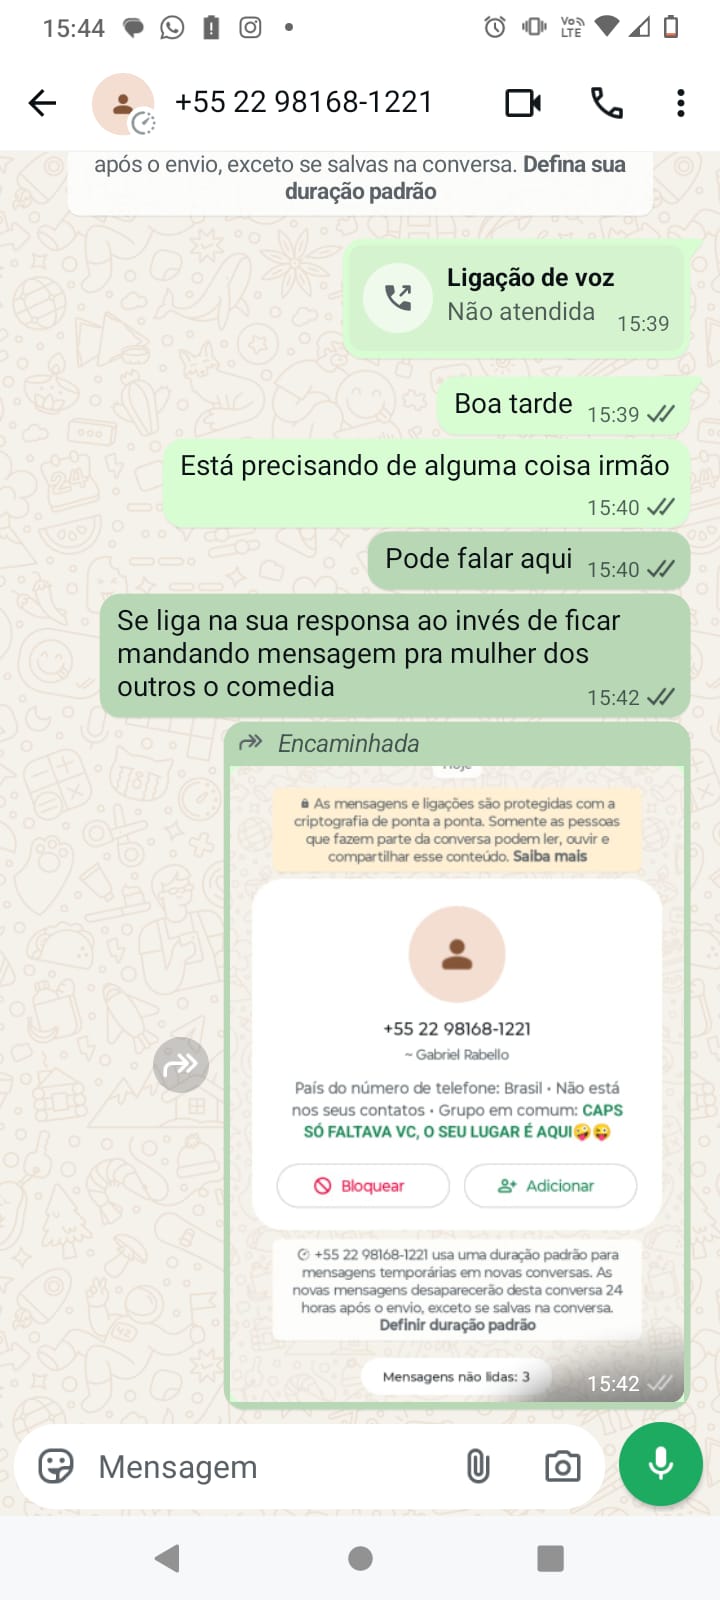 15:44
Vo)) LTE
+55 22 98168-1221
após o envio, exceto se salvas na conversa. Defina sua
duração padrão
Ligação de voz
Não atendida 15:39
Boa tarde 15:39
Está precisando de alguma coisa irmão
15:40
Pode falar aqui 15:40
Se liga na sua responsa ao invés de ficar
mandando mensagem pra mulher dos
outros o comedia
15:42
Encaminhada
As mensagens e ligações são protegidas com a
criptografia de ponta a ponta. Somente as pessoas
que fazem parte da conversa podem ler, ouvir e
compartilhar esse conteúdo. Saiba mais
+55 22 98168-1221
~ Gabriel Rabello
País do número de telefone: Brasil • Não está
nos seus contatos • Grupo em comum: CAPS
SÓ FALTAVA VC, O SEU LUGAR É AQUI🤪😜
Bloquear
Adicionar
+55 22 98168-1221 usa uma duração padrão para
mensagens temporárias em novas conversas. As
novas mensagens desaparecerão desta conversa 24
horas após o envio, exceto se salvas na conversa.
Definir duração padrão
Mensagens não lidas: 3
15:42
Mensagem